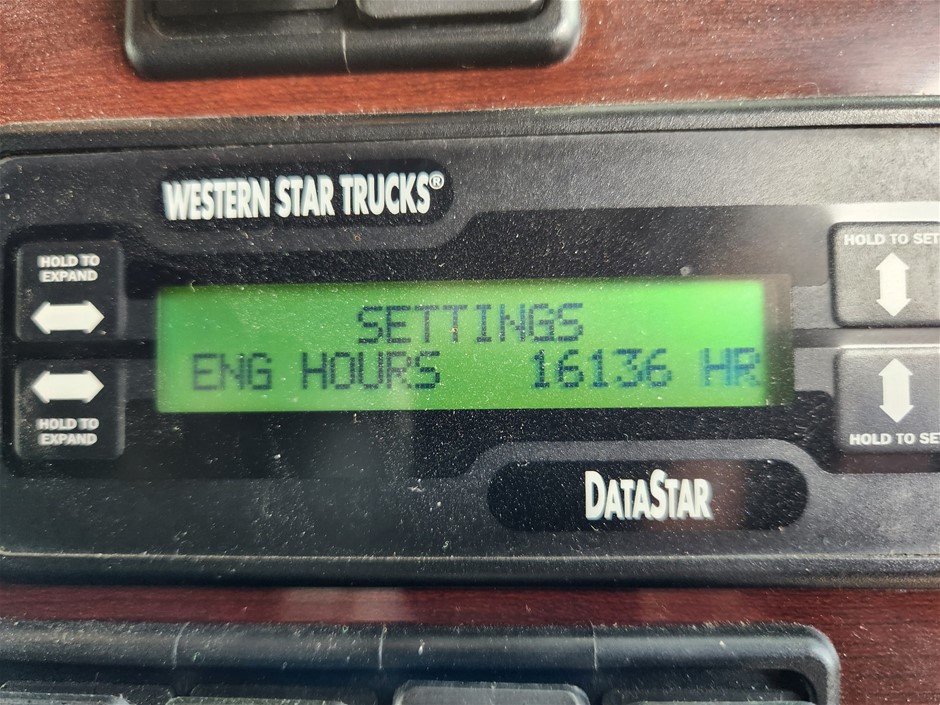 WESTERN STAR TRUCKS®
HOLD TO
EXPAND
HOLD TO SET
SETTINGS
ENG HOURS 16136 HR
HOLD TO
EXPAND
HOLD TO SET
DATASTAR